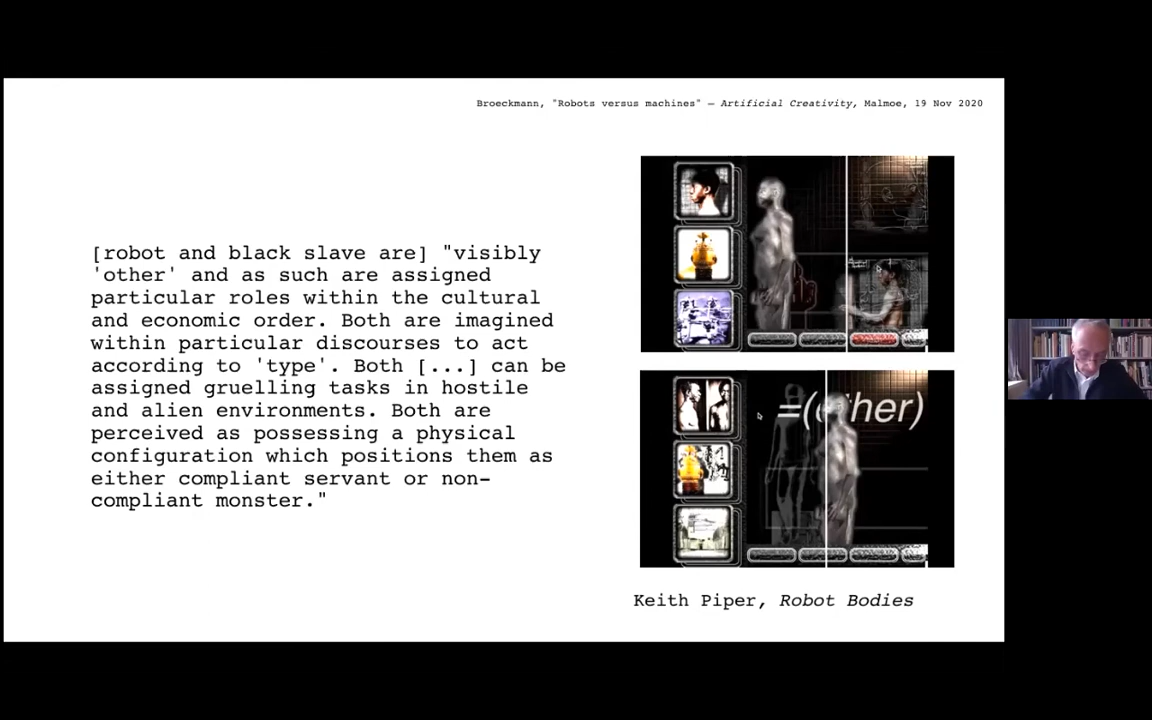 Broeckmann, "Robots versus machines" — Artificial Creativity, Malmoe, 19 Nov 2020
[robot and black slave are] "visibly
'other' and as such are assigned
particular roles within the cultural
and economic order. Both are imagined
within particular discourses to act
according to 'type'. Both [...] can be
assigned gruelling tasks in hostile
and alien environments. Both are
perceived as possessing a physical
configuration which positions them as
either compliant servant or non-
compliant monster."
=(other)
Keith Piper, Robot Bodies